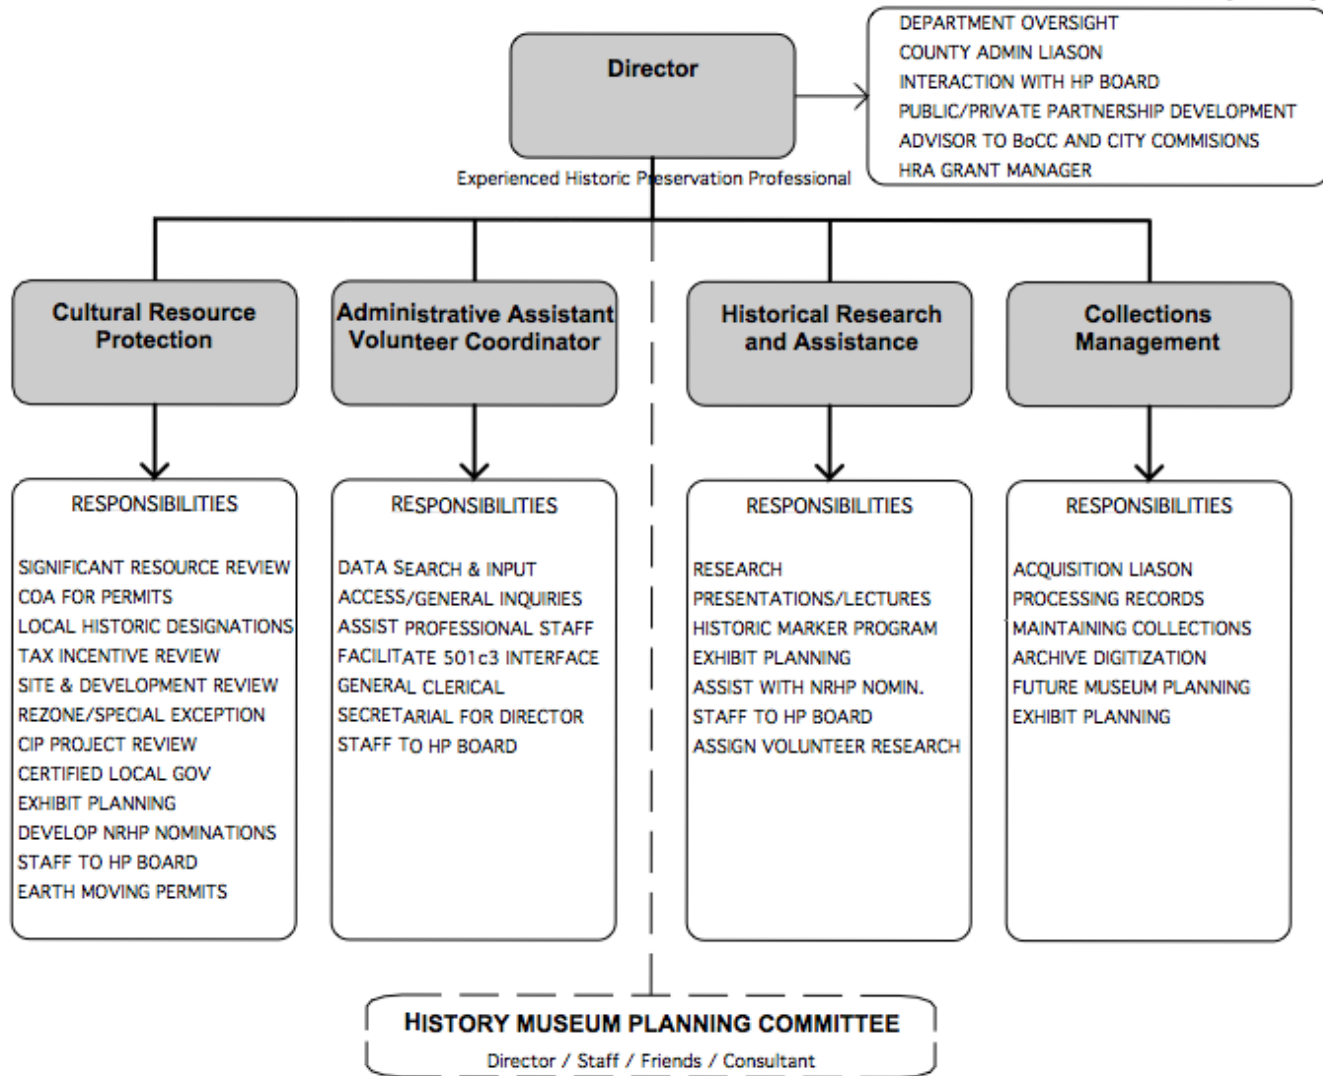 DEPARTMENT OVERSIGHT
COUNTY ADMIN LIASON
INTERACTION WITH HP BOARD
PUBLIC/PRIVATE PARTNERSHIP DEVELOPMENT
ADVISOR TO BoCC AND CITY COMMISIONS
HRA GRANT MANAGER
Director
Experienced Historic Preservation Professional
Cultural Resource
Protection
Administrative Assistant
Volunteer Coordinator
Historical Research
and Assistance
Collections
Management
RESPONSIBILITIES
SIGNIFICANT RESOURCE REVIEW
COA FOR PERMITS
LOCAL HISTORIC DESIGNATIONS
TAX INCENTIVE REVIEW
SITE & DEVELOPMENT REVIEW
REZONE/SPECIAL EXCEPTION
CIP PROJECT REVIEW
CERTIFIED LOCAL GOV
EXHIBIT PLANNING
DEVELOP NRHP NOMINATIONS
STAFF TO HP BOARD
EARTH MOVING PERMITS
RESPONSIBILITIES
DATA SEARCH & INPUT
ACCESS/GENERAL INQUIRIES
ASSIST PROFESSIONAL STAFF
FACILITATE 501c3 INTERFACE
GENERAL CLERICAL
SECRETARIAL FOR DIRECTOR
STAFF TO HP BOARD
RESPONSIBILITIES
RESEARCH
PRESENTATIONS/LECTURES
HISTORIC MARKER PROGRAM
EXHIBIT PLANNING
ASSIST WITH NRHP NOMIN.
STAFF TO HP BOARD
ASSIGN VOLUNTEER RESEARCH
RESPONSIBILITIES
ACQUISITION LIASON
PROCESSING RECORDS
MAINTAINING COLLECTIONS
ARCHIVE DIGITIZATION
FUTURE MUSEUM PLANNING
EXHIBIT PLANNING
HISTORY MUSEUM PLANNING COMMITTEE
Director / Staff / Friends / Consultant